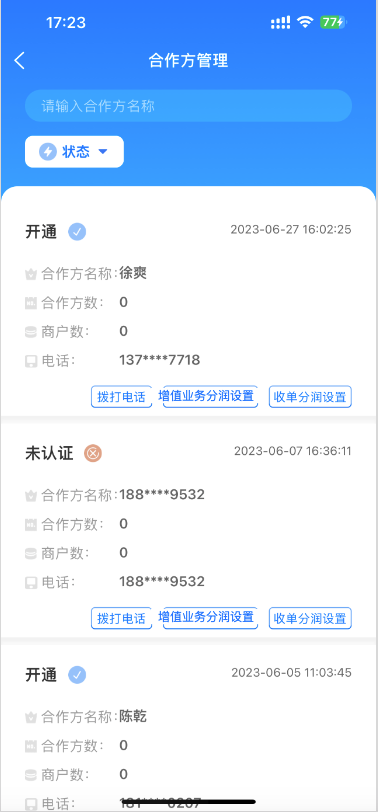 17:23
77
合作方管理
请输入合作方名称
状态
开通 2023-06-27 16:02:25
合作方名称:徐爽
合作方数: 0
商户数: 0
电话: 137****7718
拨打电话 增值业务分润设置 收单分润设置
未认证 2023-06-07 16:36:11
合作方名称:188****9532
合作方数: 0
商户数: 0
电话: 188****9532
拨打电话 增值业务分润设置 收单分润设置
开通 2023-06-05 11:03:45
合作方名称:陈乾
合作方数: 0
商户数: 0
电话: